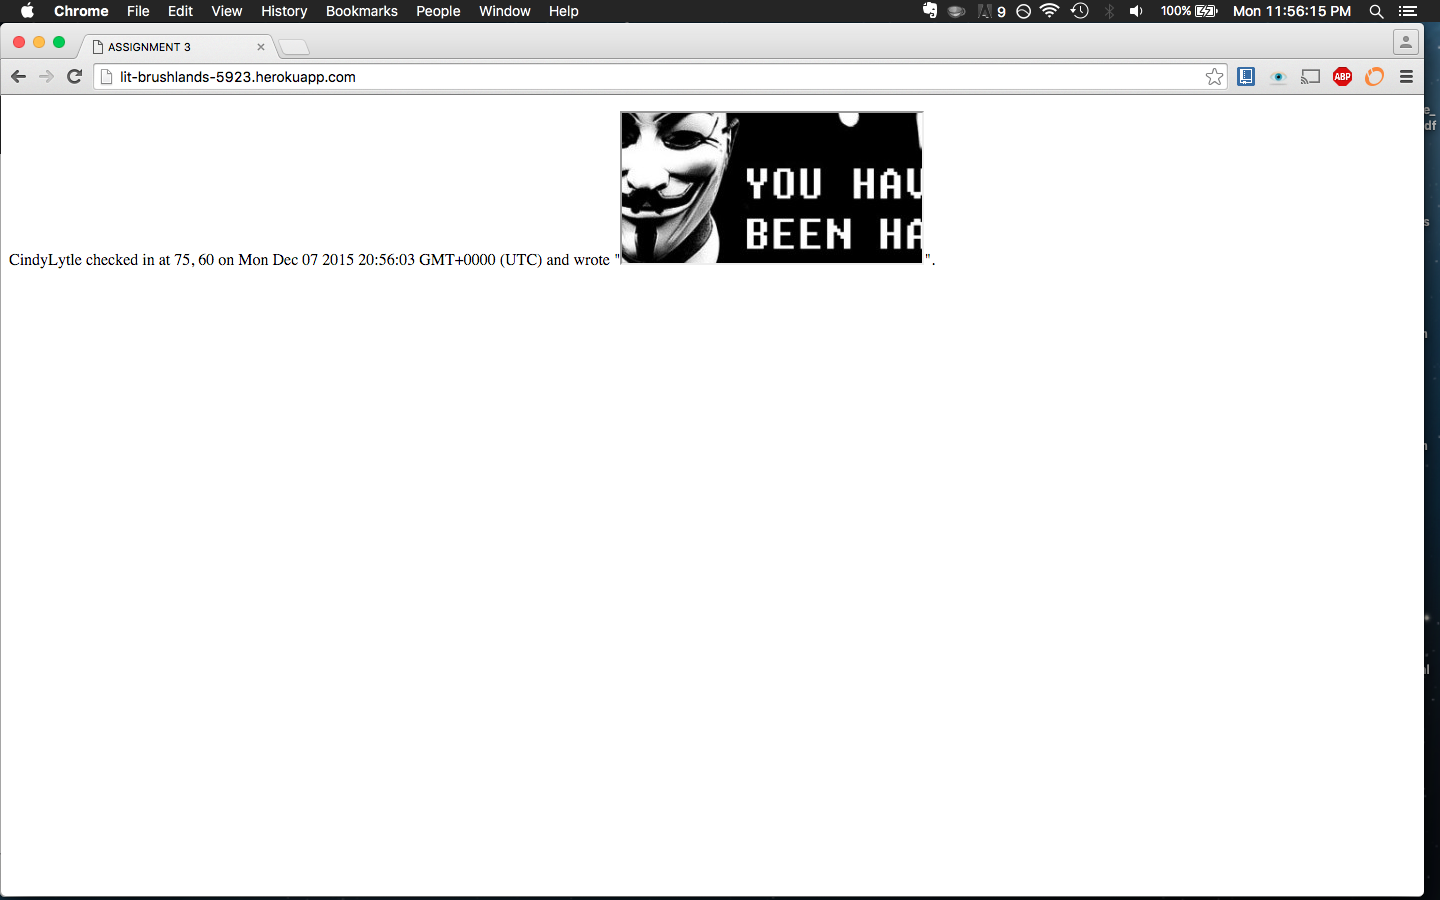 Chrome File Edit View History Bookmarks People Window Help 9 100% Mon 11:56:15 PM
ASSIGNMENT 3
lit-brushlands-5923.herokuapp.com ABP
YOU HAV
BEEN HA
CindyLytle checked in at 75, 60 on Mon Dec 07 2015 20:56:03 GMT+0000 (UTC) and wrote " ".
df